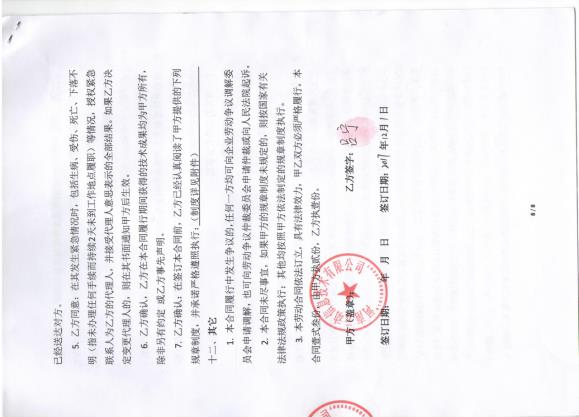 已经送达对方。
5. 乙方同意：在其发生紧急情况时，包括生病、受伤、死亡、下落不
明（指未办理任何手续而持续2天未到工作地点履职）等情况，授权紧急
联系人为乙方的代理人，并接受代理人意思表示的全部结果。如果乙方决
定变更代理人的，则在其书面通知甲方后生效。
6. 乙方确认，乙方在本合同履行期间获得的技术成果均为甲方所有，
除非另有约定 或乙方事先声明。
7. 乙方确认：在签订本合同前，乙方已经认真阅读了甲方提供的下列
规章制度，并承诺严格遵照执行：《制度详见附件》
十二、其它
1. 本合同履行中发生争议的，任何一方均可向企业劳动争议调解委
员会申请调解，也可向劳动争议仲裁委员会申请仲裁或向人民法院起诉。
2. 本合同未尽事宜，如果甲方的规章制度未规定的，则按国家有关
法律法规政策执行；其他均按照甲方依法制定的规章制度执行。
3. 本劳动合同依法订立，具有法律效力，甲乙双方必须严格履行。本
合同壹式叁份，由甲方执贰份，乙方执壹份。
甲方（盖章）
乙方签字：吕宁
签订日期： 年 月 日
签订日期：2017年12月1日
技术有限公司
8 / 8